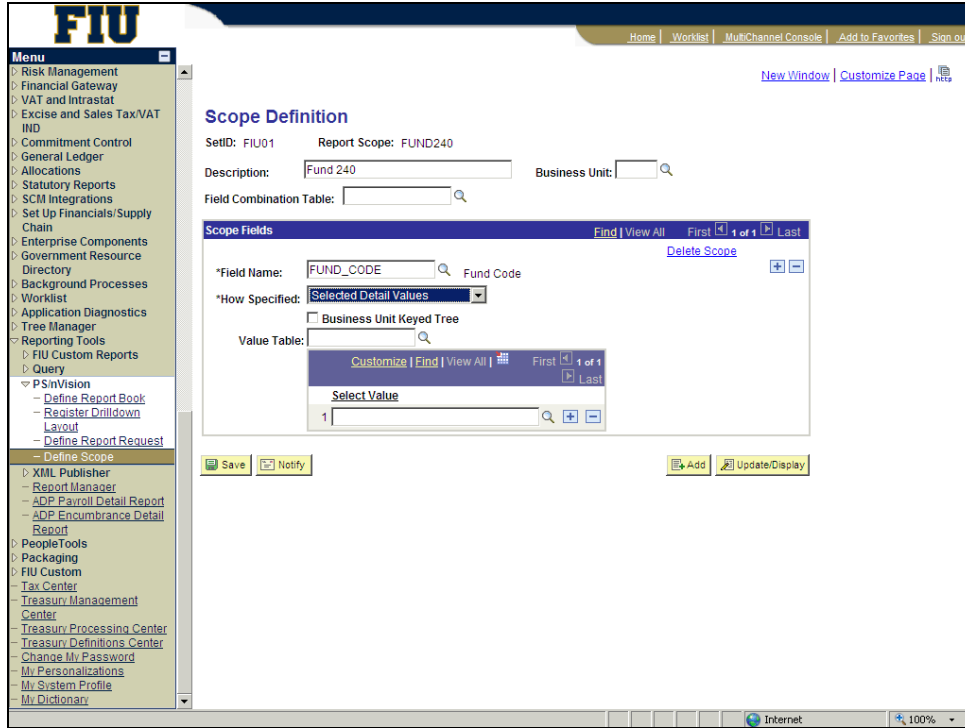 FIU
Home | Worklist | MultiChannel Console | Add to Favorites | Sign ou
Menu
Risk Management
Financial Gateway
VAT and Intrastat
Excise and Sales Tax/VAT
IND
Commitment Control
General Ledger
Allocations
Statutory Reports
SCM Integrations
Set Up Financials/Supply
Chain
Enterprise Components
Government Resource
Directory
Background Processes
Worklist
Application Diagnostics
Tree Manager
Reporting Tools
FIU Custom Reports
Query
PS/nVision
Define Report Book
Register Drilldown
Layout
Define Report Request
Define Scope
XML Publisher
Report Manager
ADP Payroll Detail Report
ADP Encumbrance Detail
Report
PeopleTools
Packaging
FIU Custom
Tax Center
Treasury Management
Center
Treasury Processing Center
Treasury Definitions Center
Change My Password
My Personalizations
My System Profile
My Dictionary
New Window | Customize Page | http
Scope Definition
SetID: FIU01 Report Scope: FUND240
Description: Fund 240 Business Unit:
Field Combination Table:
Scope Fields Find | View All First 1 of 1 Last
Delete Scope
*Field Name: FUND_CODE Fund Code
*How Specified: Selected Detail Values
Business Unit Keyed Tree
Value Table:
Customize | Find | View All | First 1 of 1
Last
Select Value
1
Save Notify Add Update/Display
Internet 100%